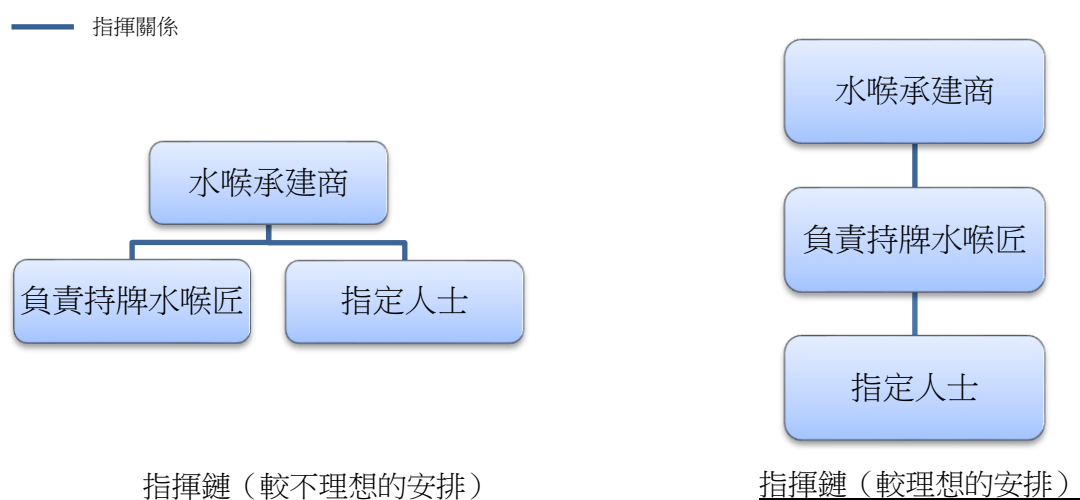 指揮關係
水喉承建商
負責持牌水喉匠
指定人士
指揮鏈（較不理想的安排）
水喉承建商
負責持牌水喉匠
指定人士
指揮鏈（較理想的安排）